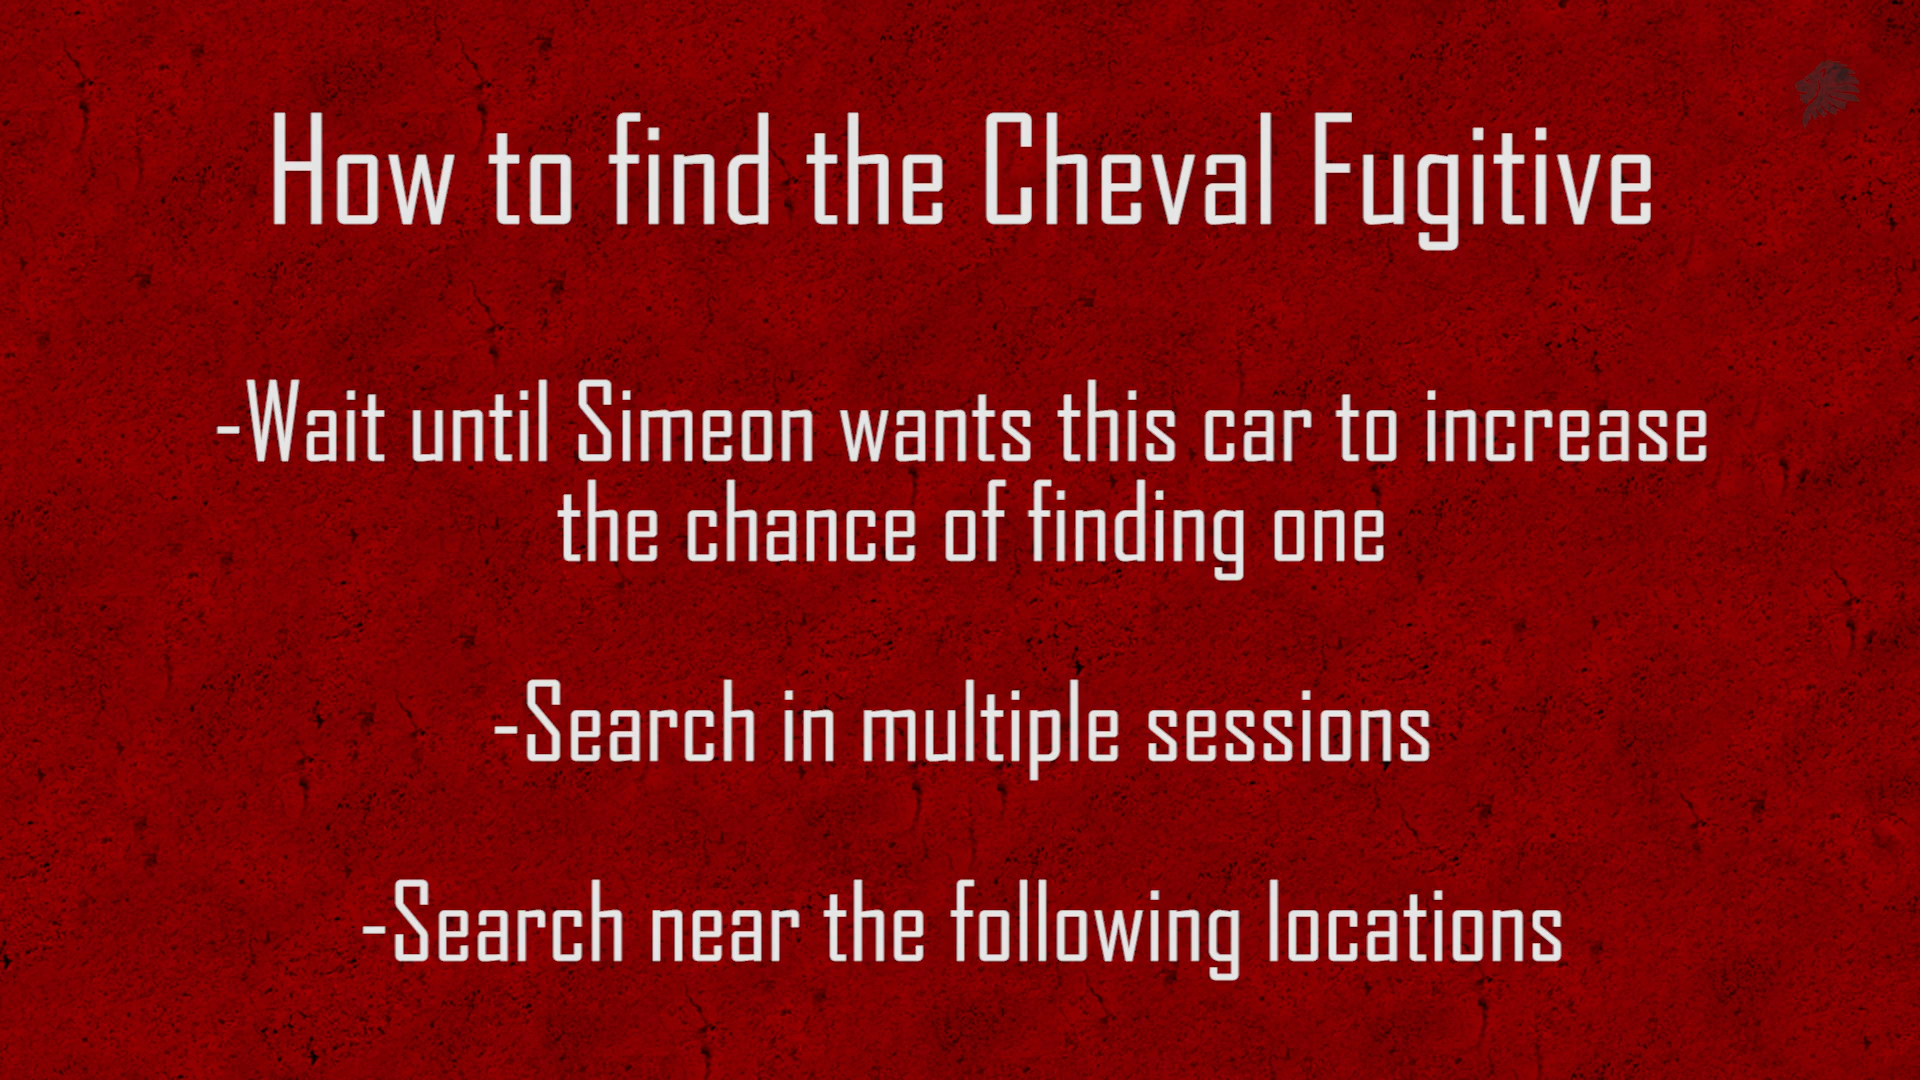 How to find the Cheval Fugitive
-Wait until Simeon wants this car to increase
the chance of finding one
-Search in multiple sessions
-Search near the following locations